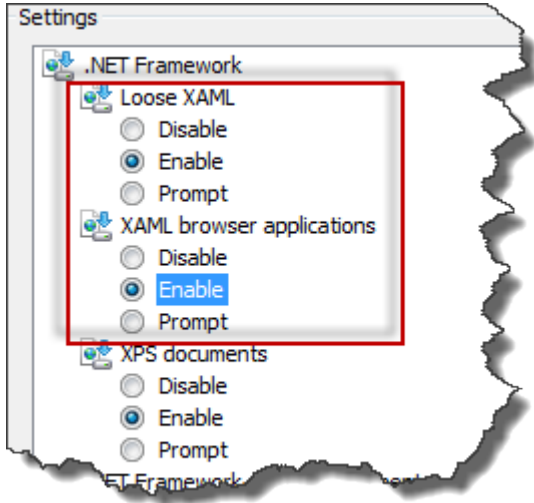 Settings
.NET Framework
Loose XAML
Disable
Enable
Prompt
XAML browser applications
Disable
Enable
Prompt
XPS documents
Disable
Enable
Prompt
Framework